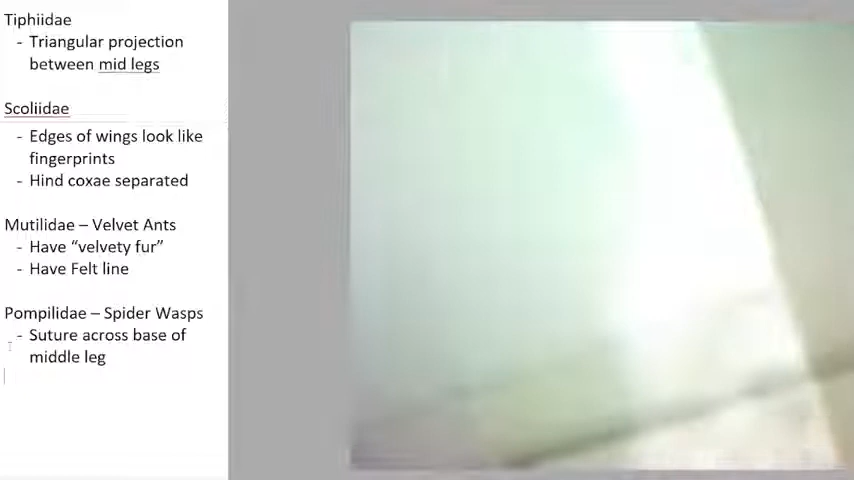 Tiphiidae
- Triangular projection
between mid legs
Scoliidae
- Edges of wings look like
fingerprints
- Hind coxae separated
Mutilidae – Velvet Ants
- Have “velvety fur”
- Have Felt line
Pompilidae – Spider Wasps
- Suture across base of
middle leg